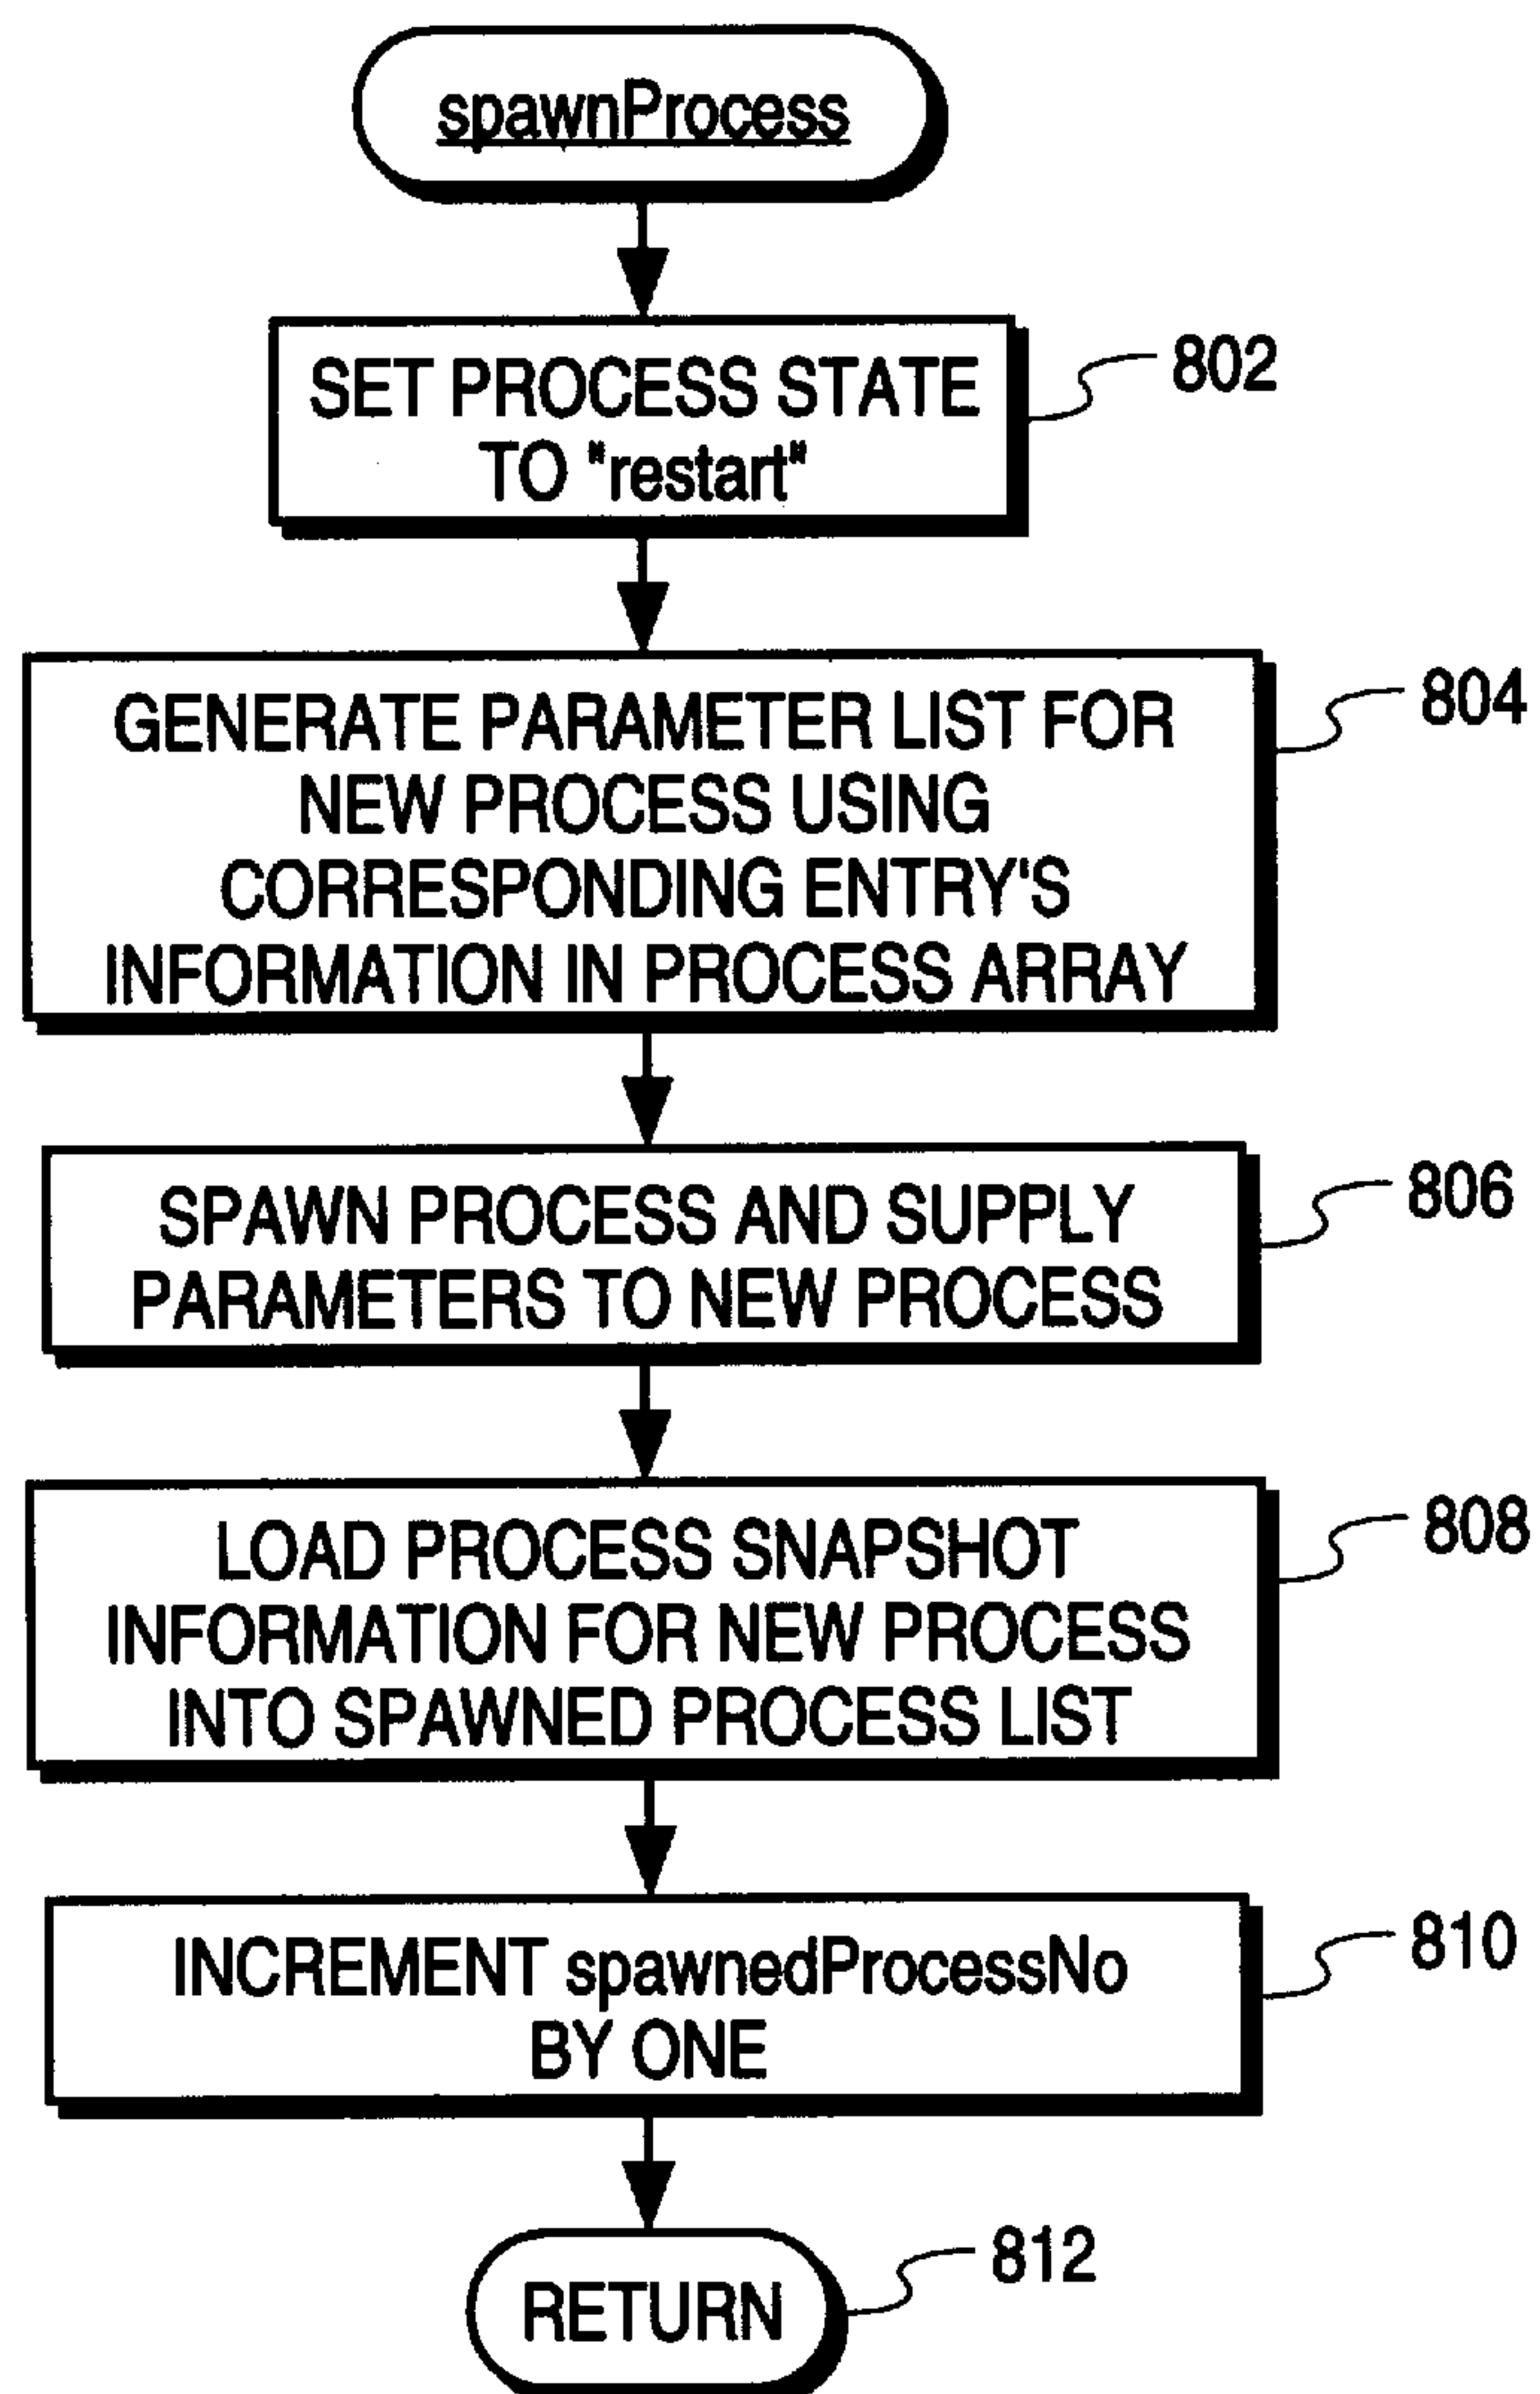 spawnProcess
SET PROCESS STATE
TO "restart"
802
GENERATE PARAMETER LIST FOR
NEW PROCESS USING
CORRESPONDING ENTRY'S
INFORMATION IN PROCESS ARRAY
804
SPAWN PROCESS AND SUPPLY
PARAMETERS TO NEW PROCESS
806
LOAD PROCESS SNAPSHOT
INFORMATION FOR NEW PROCESS
INTO SPAWNED PROCESS LIST
808
INCREMENT spawnedProcessNo
BY ONE
810
RETURN
812